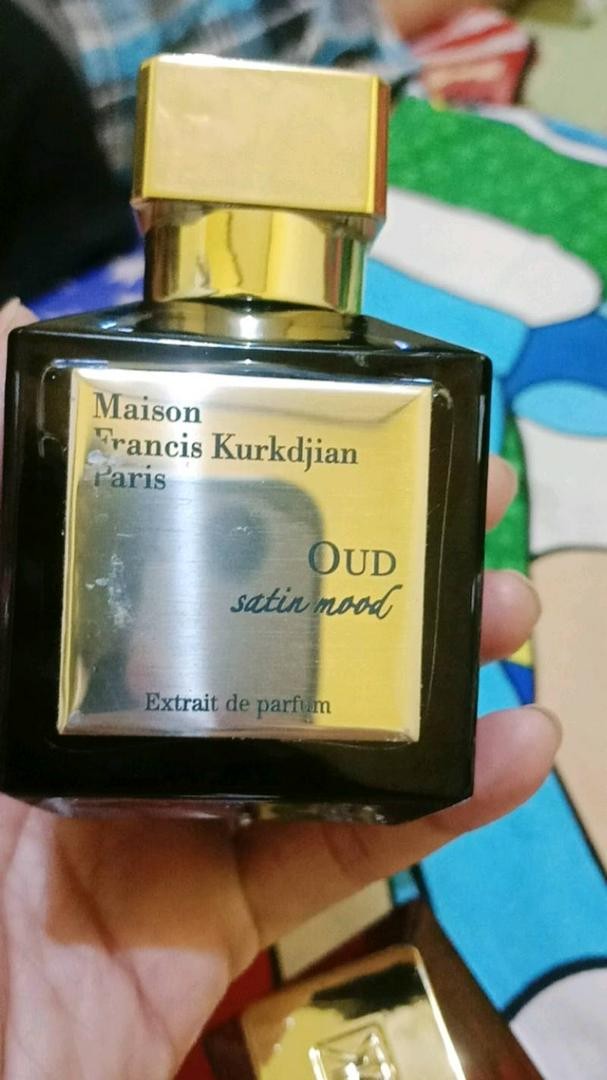 Maison
Francis Kurkdjian
Paris
OUD
satin mood
Extrait de parfum